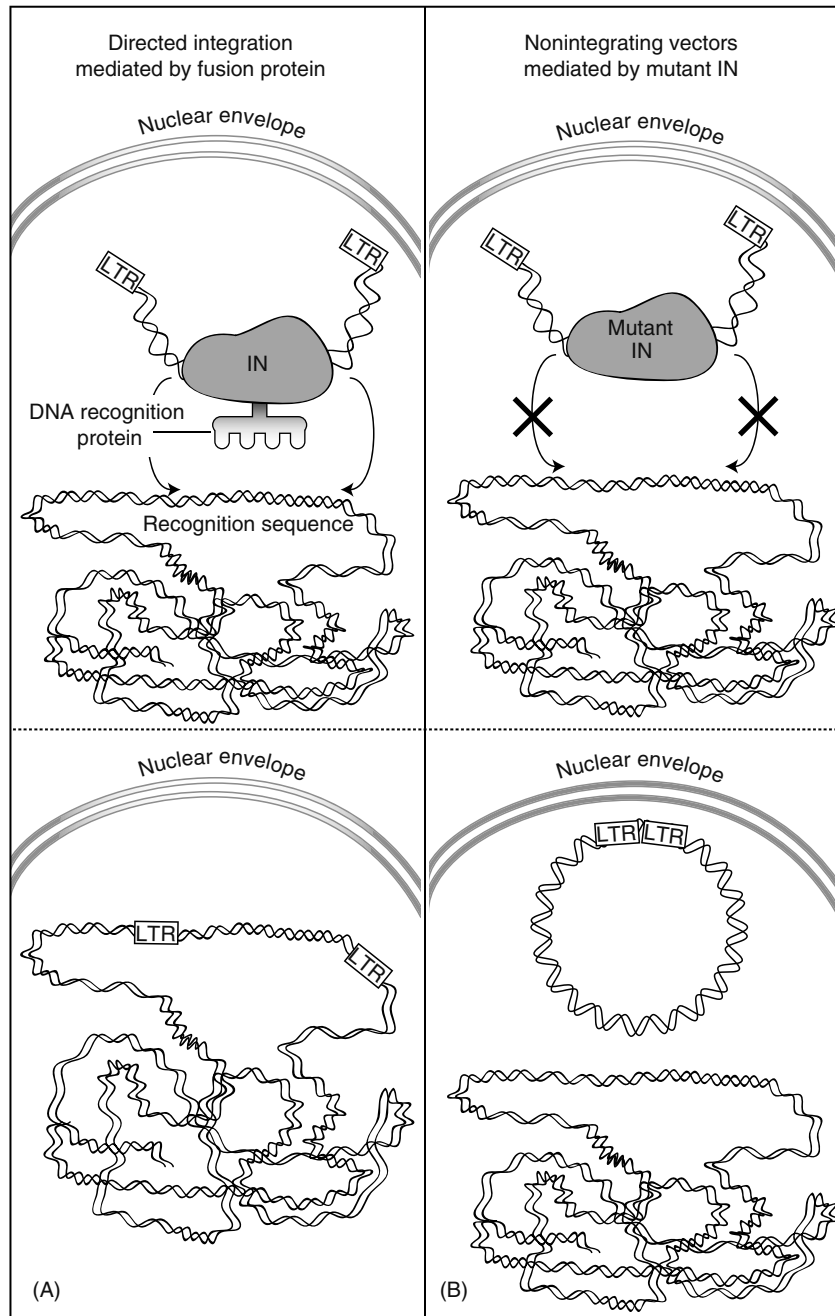 Directed integration
mediated by fusion protein
Nuclear envelope
LTR
LTR
IN
DNA recognition
protein
Recognition sequence
Nuclear envelope
LTR
LTR
(A)
Nonintegrating vectors
mediated by mutant IN
Nuclear envelope
LTR
LTR
Mutant
IN
Nuclear envelope
LTR LTR
(B)